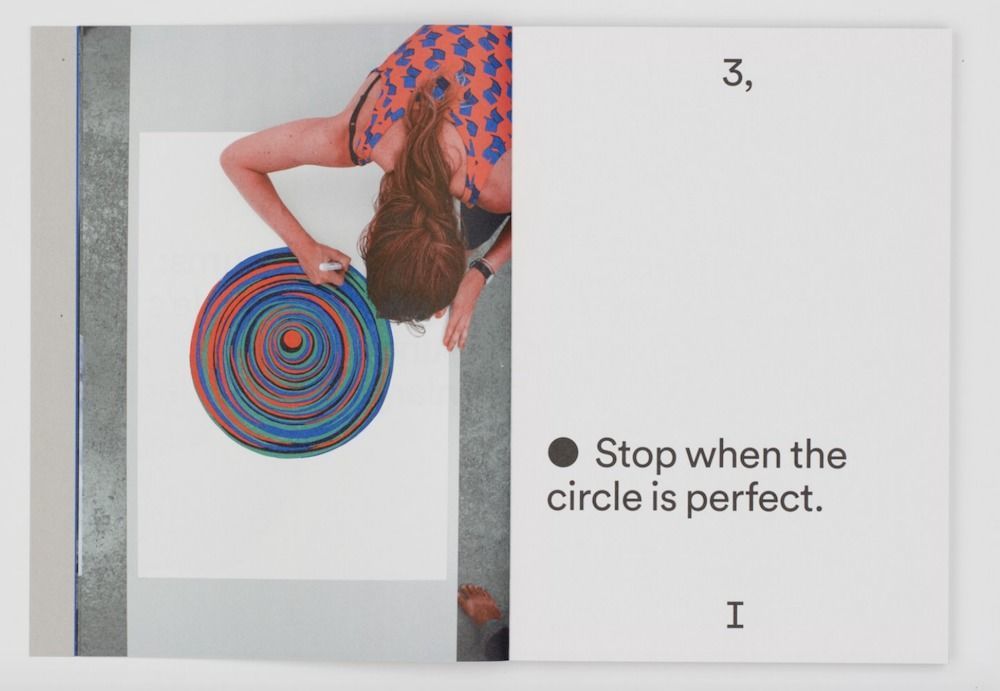 3,
● Stop when the
circle is perfect.
I